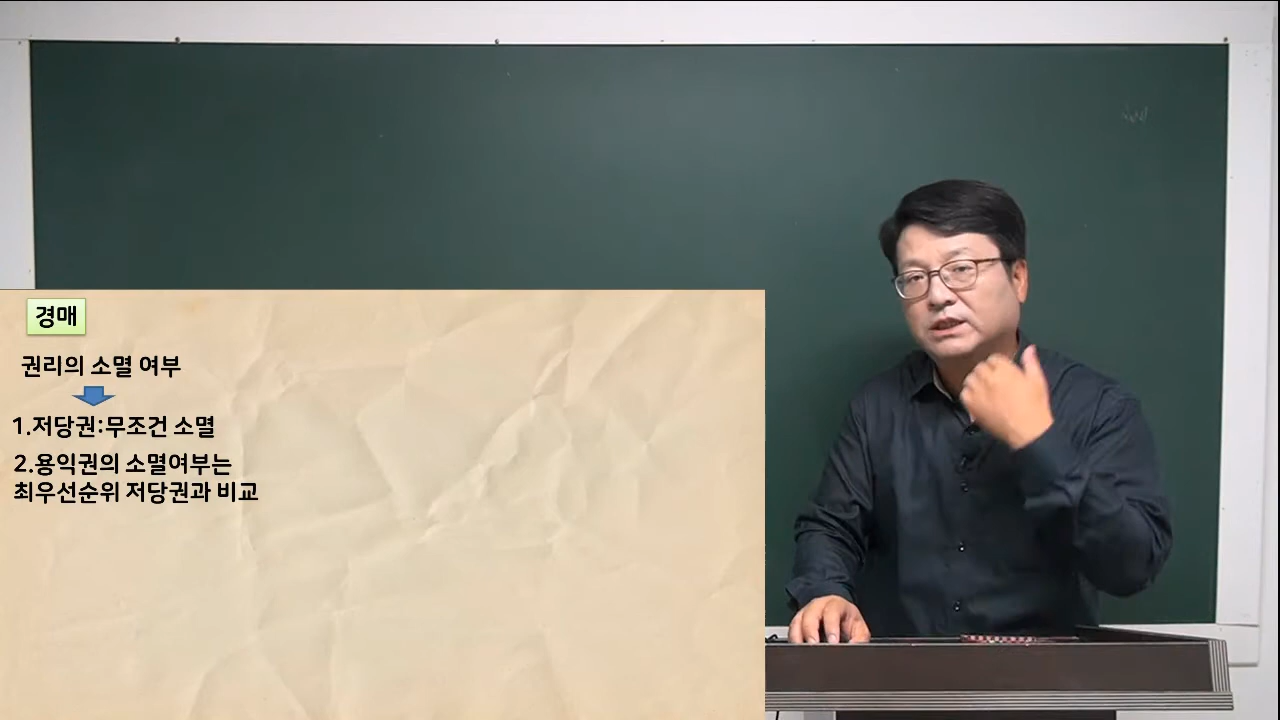 경매
권리의 소멸 여부
1.저당권:무조건 소멸
2.용익권의 소멸여부는
최우선순위 저당권과 비교